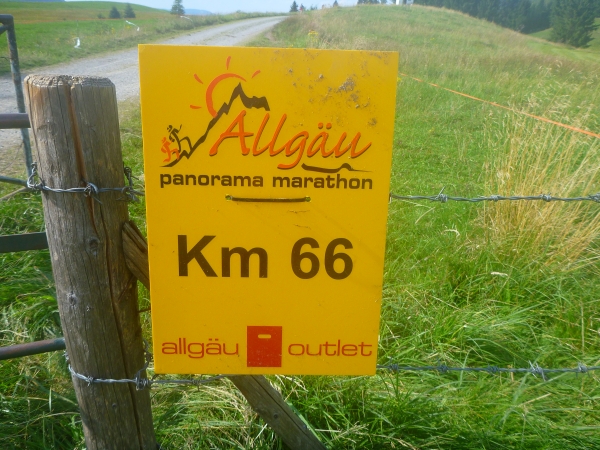 Allgäu
panorama marathon
Km 66
allgäu outlet